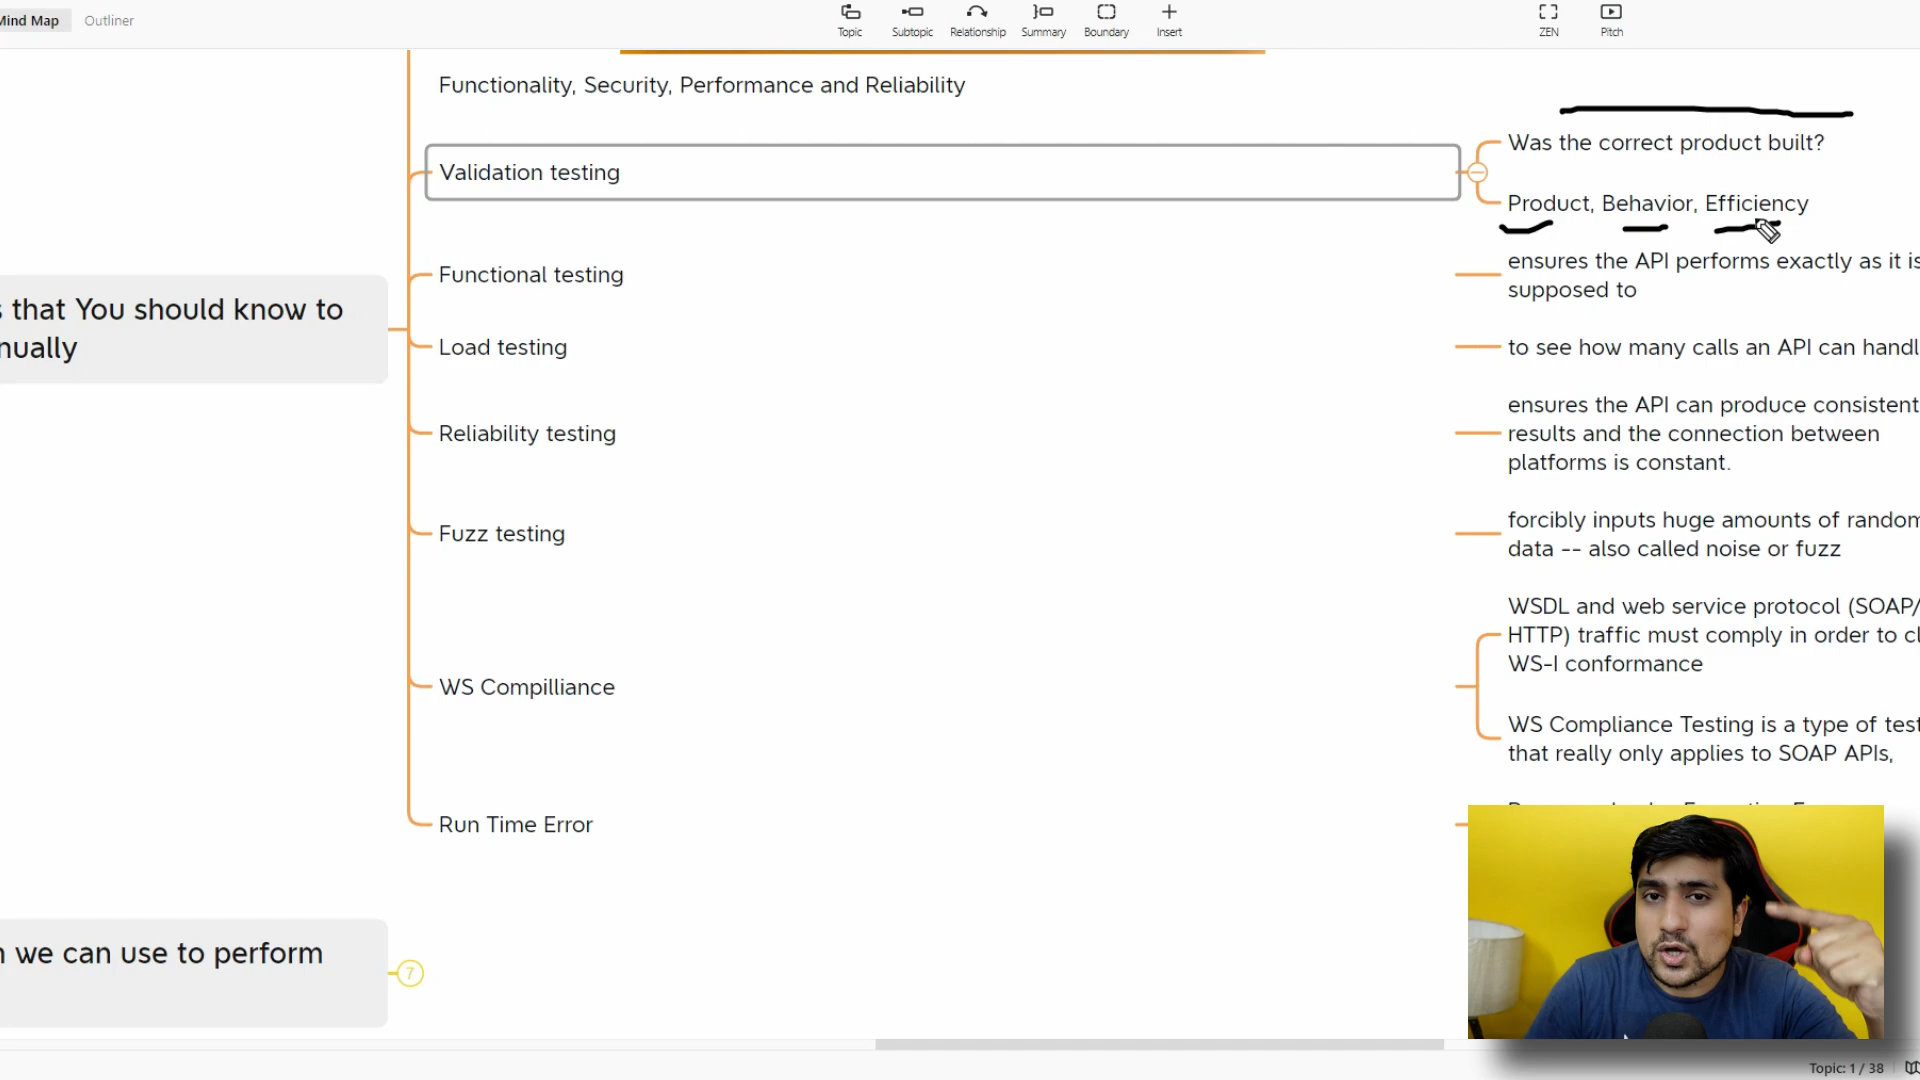 Mind Map
Outliner
Topic
Subtopic
Relationship
Summary
Boundary
Insert
ZEN
Pitch
Functionality, Security, Performance and Reliability
Was the correct product built?
Validation testing
Product, Behavior, Efficiency
Functional testing
ensures the API performs exactly as it is
supposed to
that You should know to
Load testing
to see how many calls an API can handl
Reliability testing
ensures the API can produce consistent
results and the connection between
platforms is constant.
Fuzz testing
forcibly inputs huge amounts of random
data -- also called noise or fuzz
WS Compilliance
WSDL and web service protocol (SOAP/
HTTP) traffic must comply in order to cl
WS-I conformance
WS Compliance Testing is a type of test
that really only applies to SOAP APIs,
Run Time Error
we can use to perform
7
Topic: 1 / 38